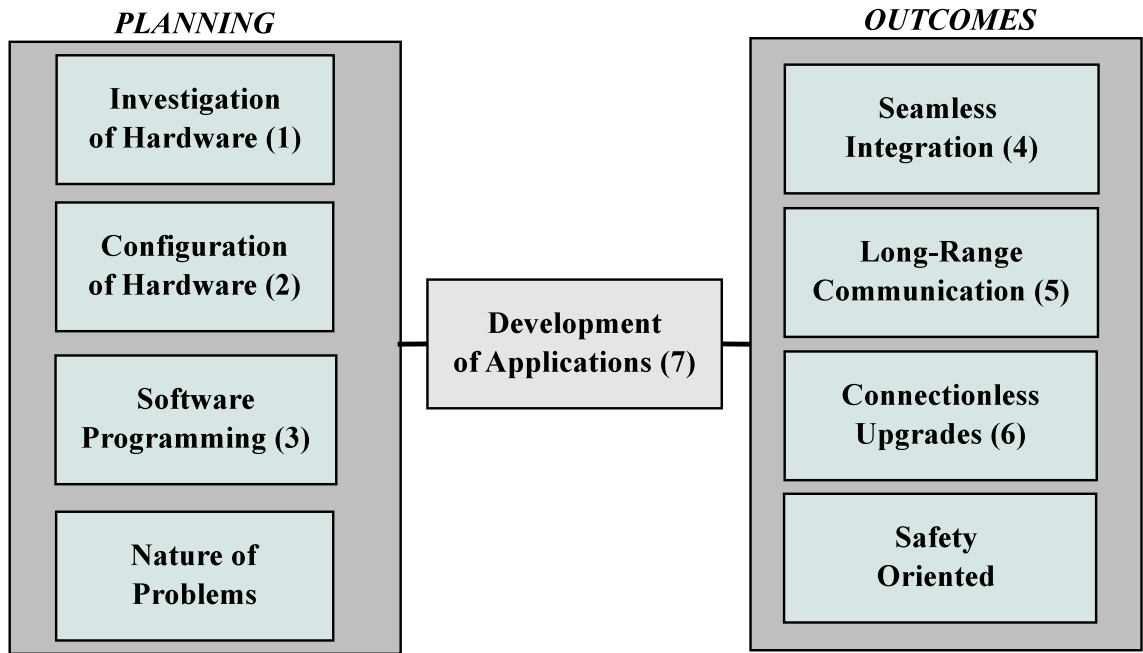 PLANNING
Investigation
of Hardware (1)
Configuration
of Hardware (2)
Software
Programming (3)
Nature of
Problems
Development
of Applications (7)
OUTCOMES
Seamless
Integration (4)
Long-Range
Communication (5)
Connectionless
Upgrades (6)
Safety
Oriented